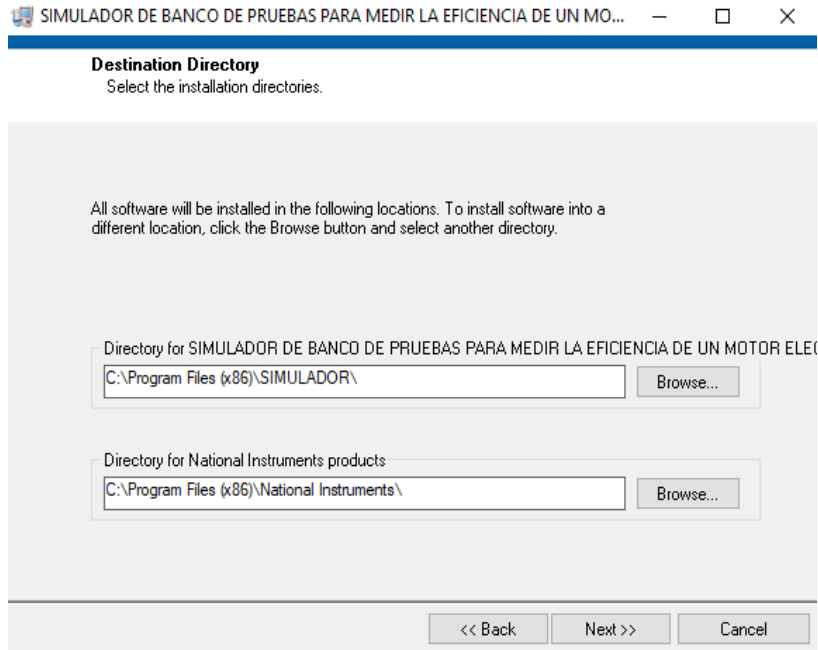 SIMULADOR DE BANCO DE PRUEBAS PARA MEDIR LA EFICIENCIA DE UN MO...
Destination Directory
Select the installation directories.
All software will be installed in the following locations. To install software into a
different location, click the Browse button and select another directory.
Directory for SIMULADOR DE BANCO DE PRUEBAS PARA MEDIR LA EFICIENCIA DE UN MOTOR ELEC
C:\Program Files (x86)\SIMULADOR\
Browse...
Directory for National Instruments products
C:\Program Files (x86)\National Instruments\
Browse...
<< Back
Next >>
Cancel